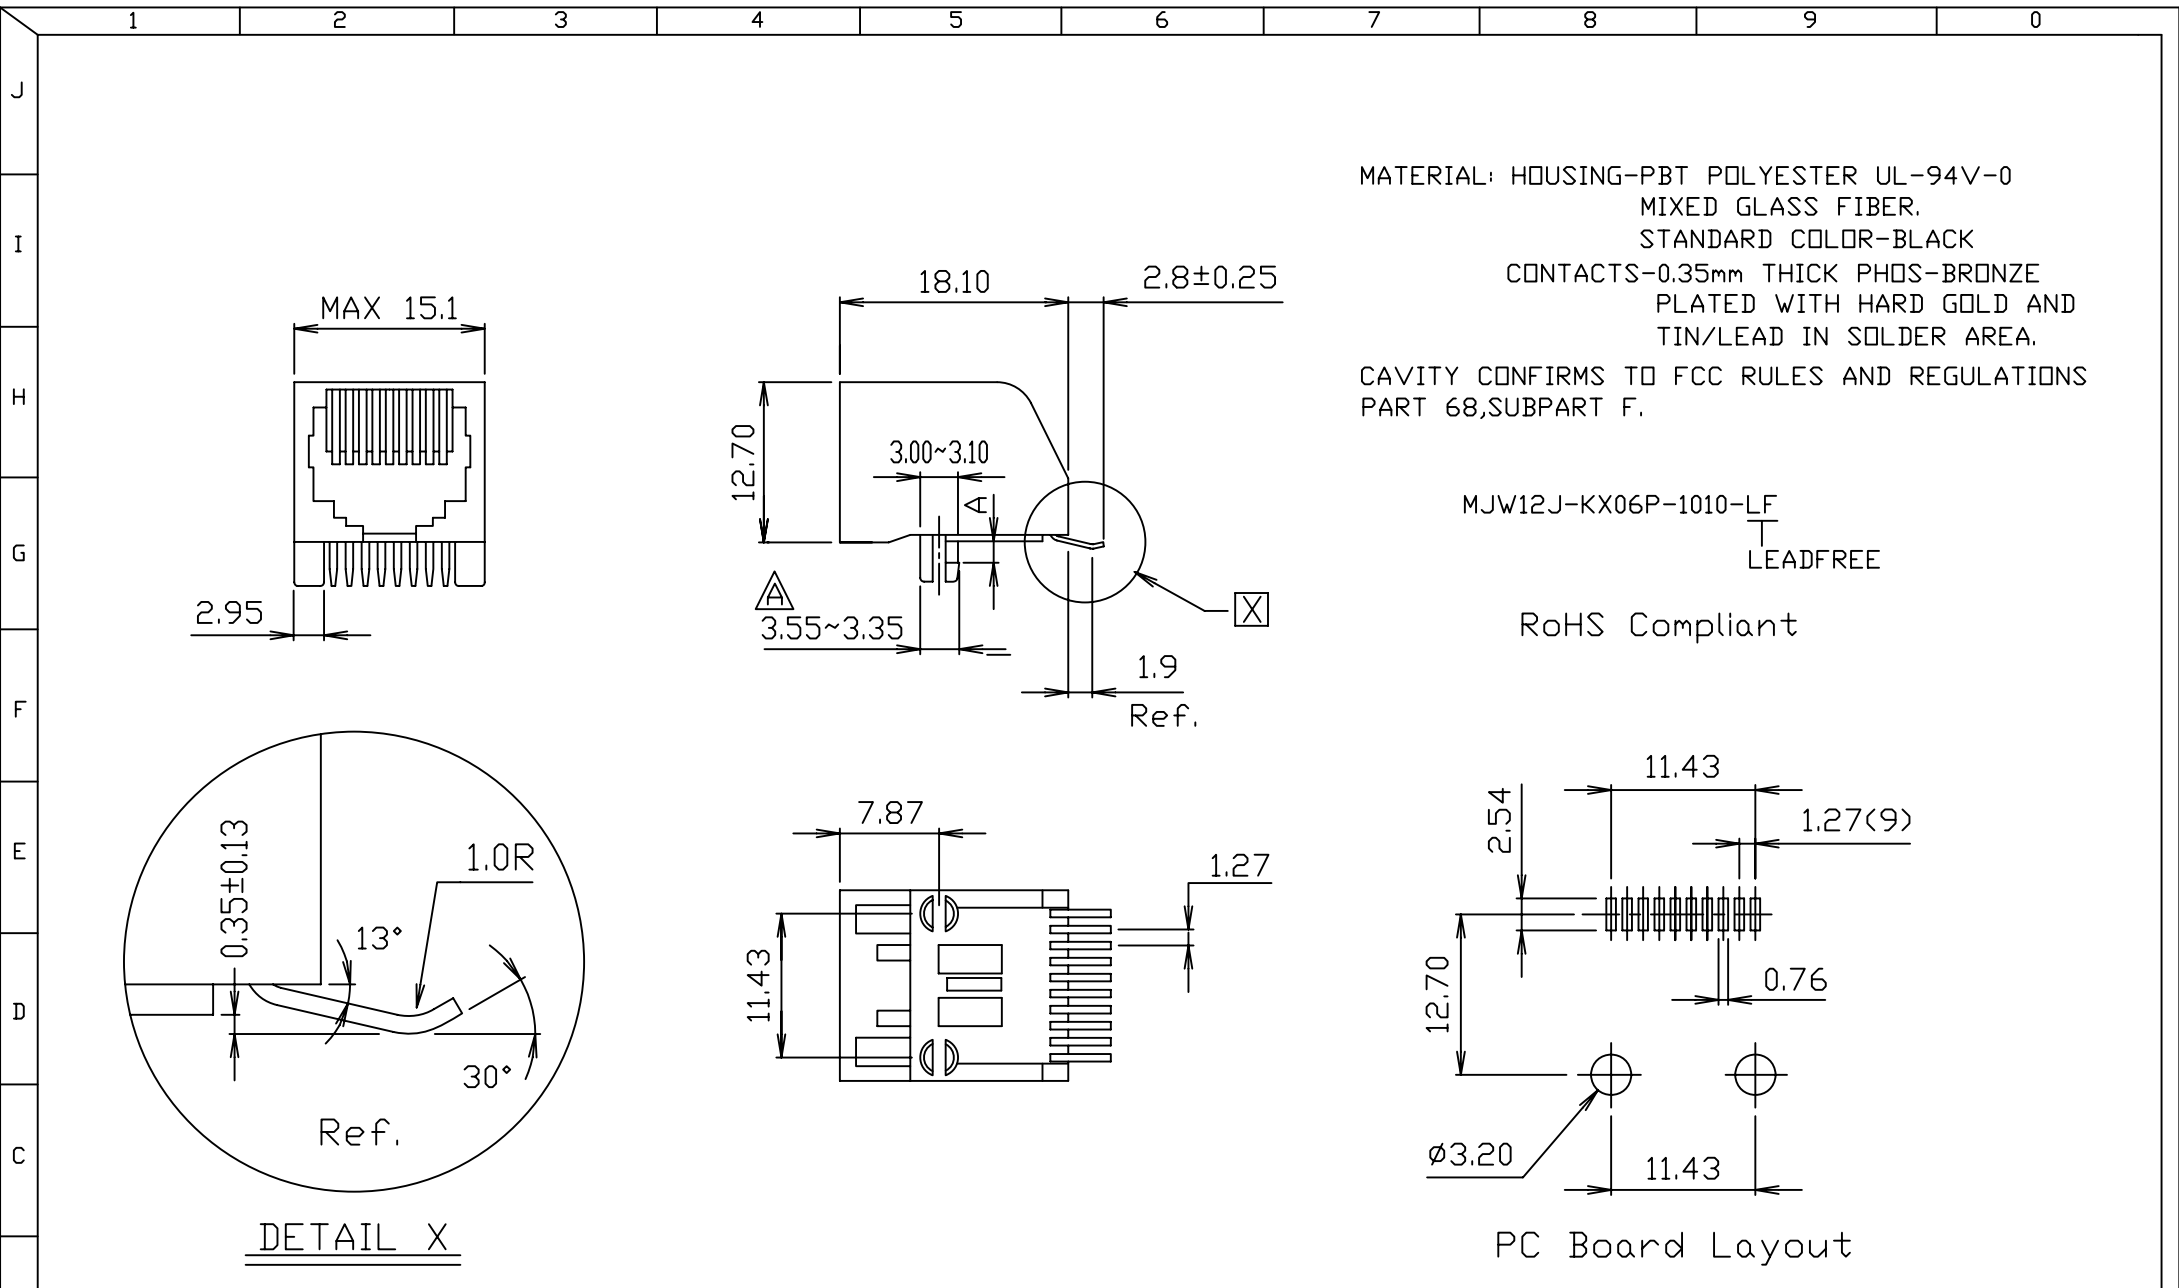 1 2 3 4 5 6 7 8 9 0
J
I
H
G
F
E
D
C
MAX 15.1
2.95
18.10
2.8±0.25
12.70
3.00~3.10
A
A
3.55~3.35
X
1.9
Ref.
MATERIAL: HOUSING-PBT POLYESTER UL-94V-0
MIXED GLASS FIBER.
STANDARD COLOR-BLACK
CONTACTS-0.35mm THICK PHOS-BRONZE
PLATED WITH HARD GOLD AND
TIN/LEAD IN SOLDER AREA.
CAVITY CONFIRMS TO FCC RULES AND REGULATIONS
PART 68,SUBPART F.
MJW12J-KX06P-1010-LF
LEADFREE
RoHS Compliant
0.35±0.13
13°
1.0R
30°
Ref.
DETAIL X
7.87
1.27
11.43
11.43
2.54
1.27(9)
12.70
0.76
ø3.20
11.43
PC Board Layout